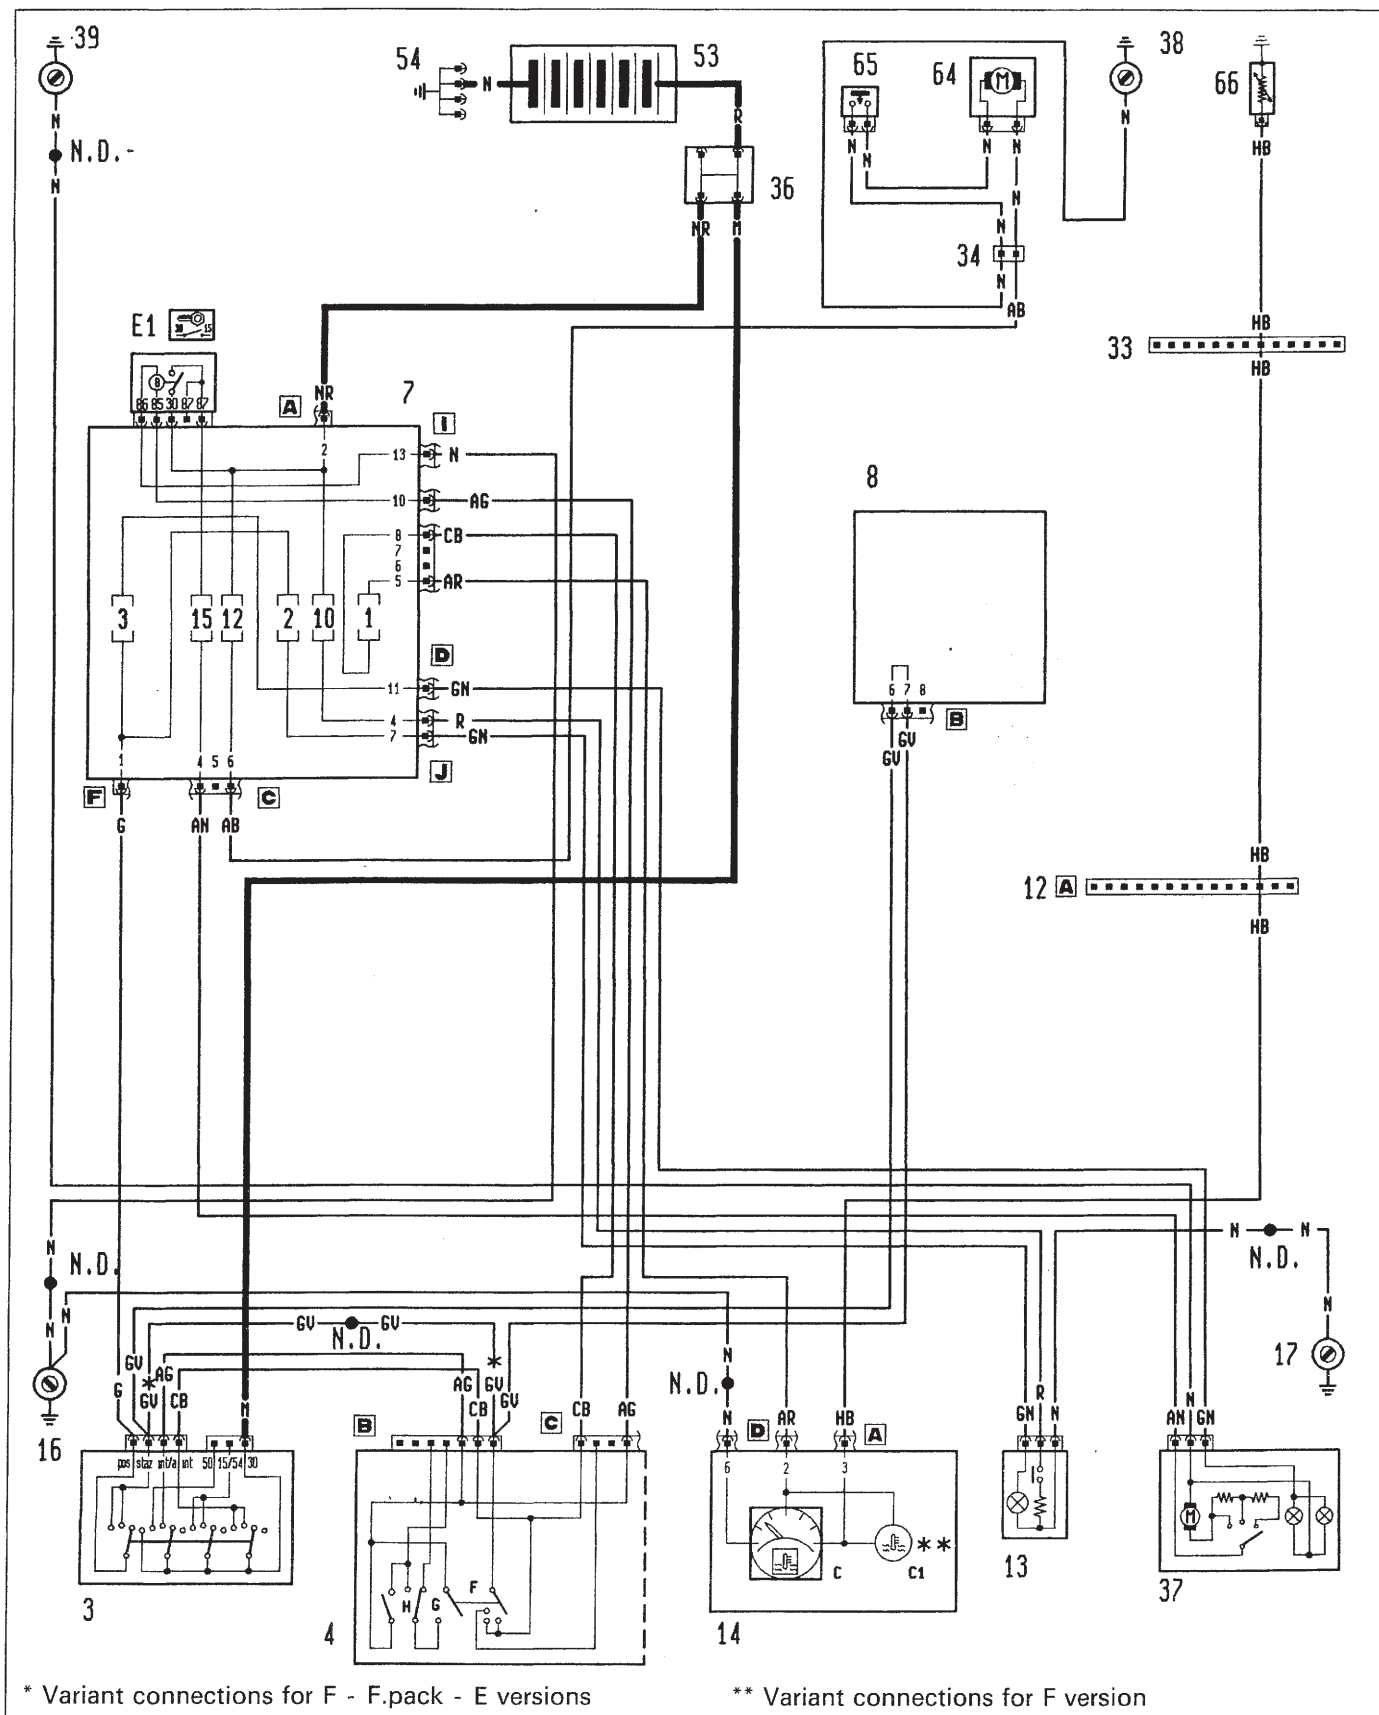 39
N
N.D.-
N
54
N
53
R
36
NR
M
65
64
M
N
N
N
N
N
N
34
N
AB
38
N
66
HB
HB
33
HB
E1
30
15
B
86 85 30 87 87
A
NR
7
I
2
13
N
10
AG
8
CB
7
6
5
AR
3
15
12
2
10
1
D
11
GN
4
R
7
GN
J
1
4 5 6
F
C
G
AN
AB
8
6 7 8
B
GV
GV
HB
12
A
HB
N
N.D.
N
N
16
GV
N.D.
GV
G
GV
*
GV
AG
CB
M
AG
CB
*
GV
GV
B
C
CB
AG
N
N.D.
N
D
AR
HB
A
N
N.D.
N
N
17
GN
R
N
AN
N
GN
pos staz int/a int 50 15/54 30
3
H
G
F
4
6
2
3
C
C1
**
14
13
M
37
* Variant connections for F - F.pack - E versions
** Variant connections for F version